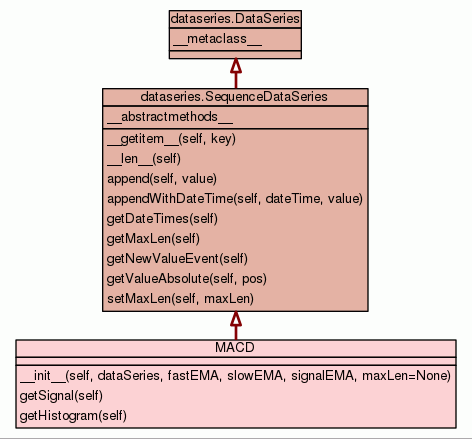 dataseries.DataSeries
__metaclass__
dataseries.SequenceDataSeries
__abstractmethods__
__getitem__(self, key)
__len__(self)
append(self, value)
appendWithDateTime(self, dateTime, value)
getDateTimes(self)
getMaxLen(self)
getNewValueEvent(self)
getValueAbsolute(self, pos)
setMaxLen(self, maxLen)
MACD
__init__(self, dataSeries, fastEMA, slowEMA, signalEMA, maxLen=None)
getSignal(self)
getHistogram(self)